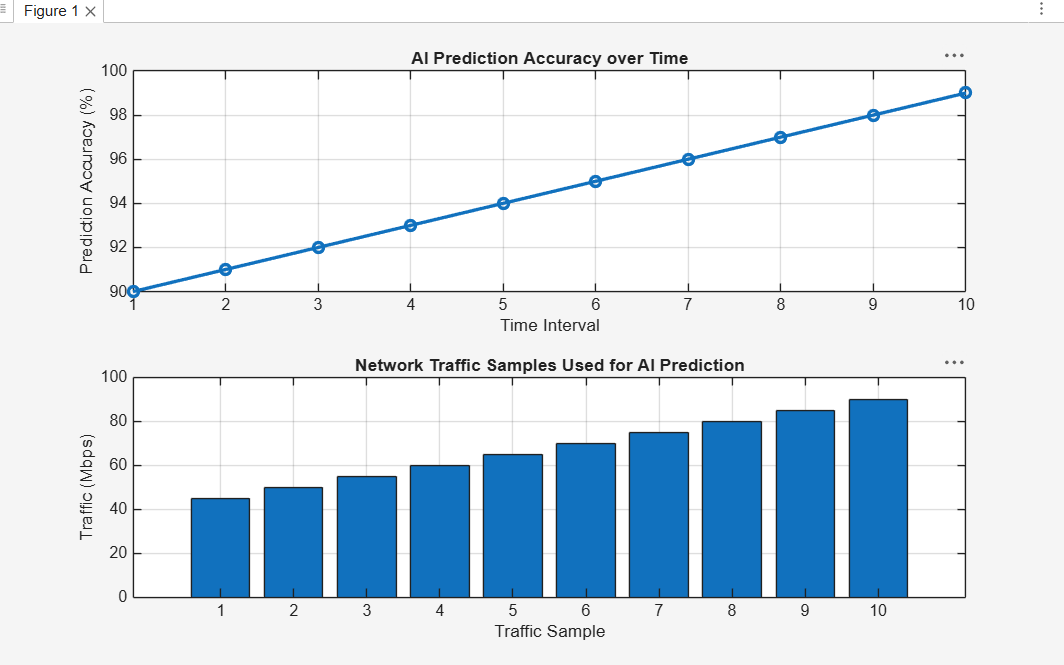 Figure 1
AI Prediction Accuracy over Time
Prediction Accuracy (%)
100
98
96
94
92
90
1 2 3 4 5 6 7 8 9 10
Time Interval
Network Traffic Samples Used for AI Prediction
Traffic (Mbps)
100
80
60
40
20
0
1 2 3 4 5 6 7 8 9 10
Traffic Sample